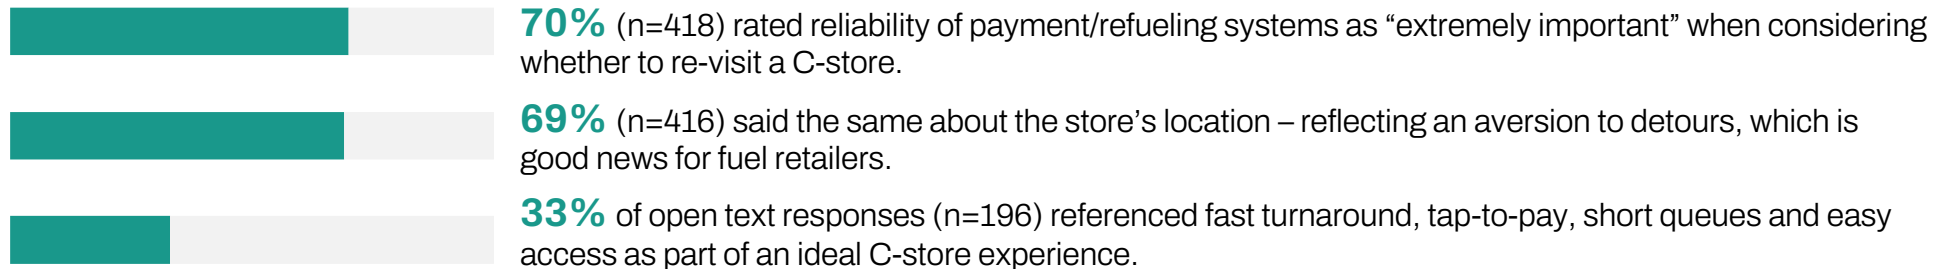 70% (n=418) rated reliability of payment/refueling systems as “extremely important” when considering
whether to re-visit a C-store.
69% (n=416) said the same about the store’s location – reflecting an aversion to detours, which is
good news for fuel retailers.
33% of open text responses (n=196) referenced fast turnaround, tap-to-pay, short queues and easy
access as part of an ideal C-store experience.